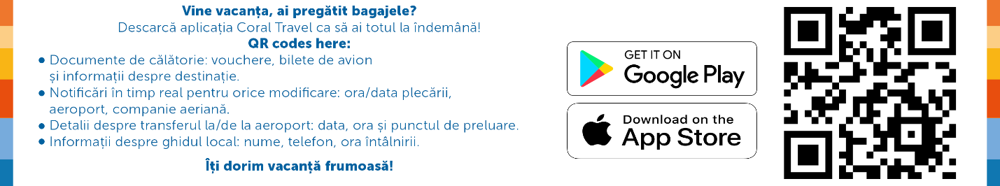 Vine vacanța, ai pregătit bagajele?
Descarcă aplicația Coral Travel ca să ai totul la îndemână!
QR codes here:
• Documente de călătorie: vouchere, bilete de avion
și informații despre destinație.
• Notificări în timp real pentru orice modificare: ora/data plecării,
aeroport, companie aeriană.
• Detalii despre transferul la/de la aeroport: data, ora și punctul de preluare.
• Informații despre ghidul local: nume, telefon, ora întâlnirii.
Îți dorim vacanță frumoasă!
GET IT ON
Google Play
Download on the
App Store